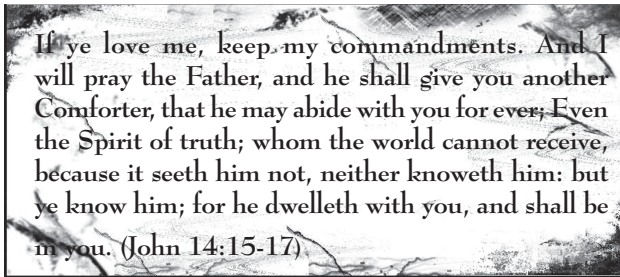 If ye love me, keep my commandments. And I
will pray the Father, and he shall give you another
Comforter, that he may abide with you for ever; Even
the Spirit of truth; whom the world cannot receive,
because it seeth him not, neither knoweth him: but
ye know him; for he dwelleth with you, and shall be
in you. (John 14:15-17)